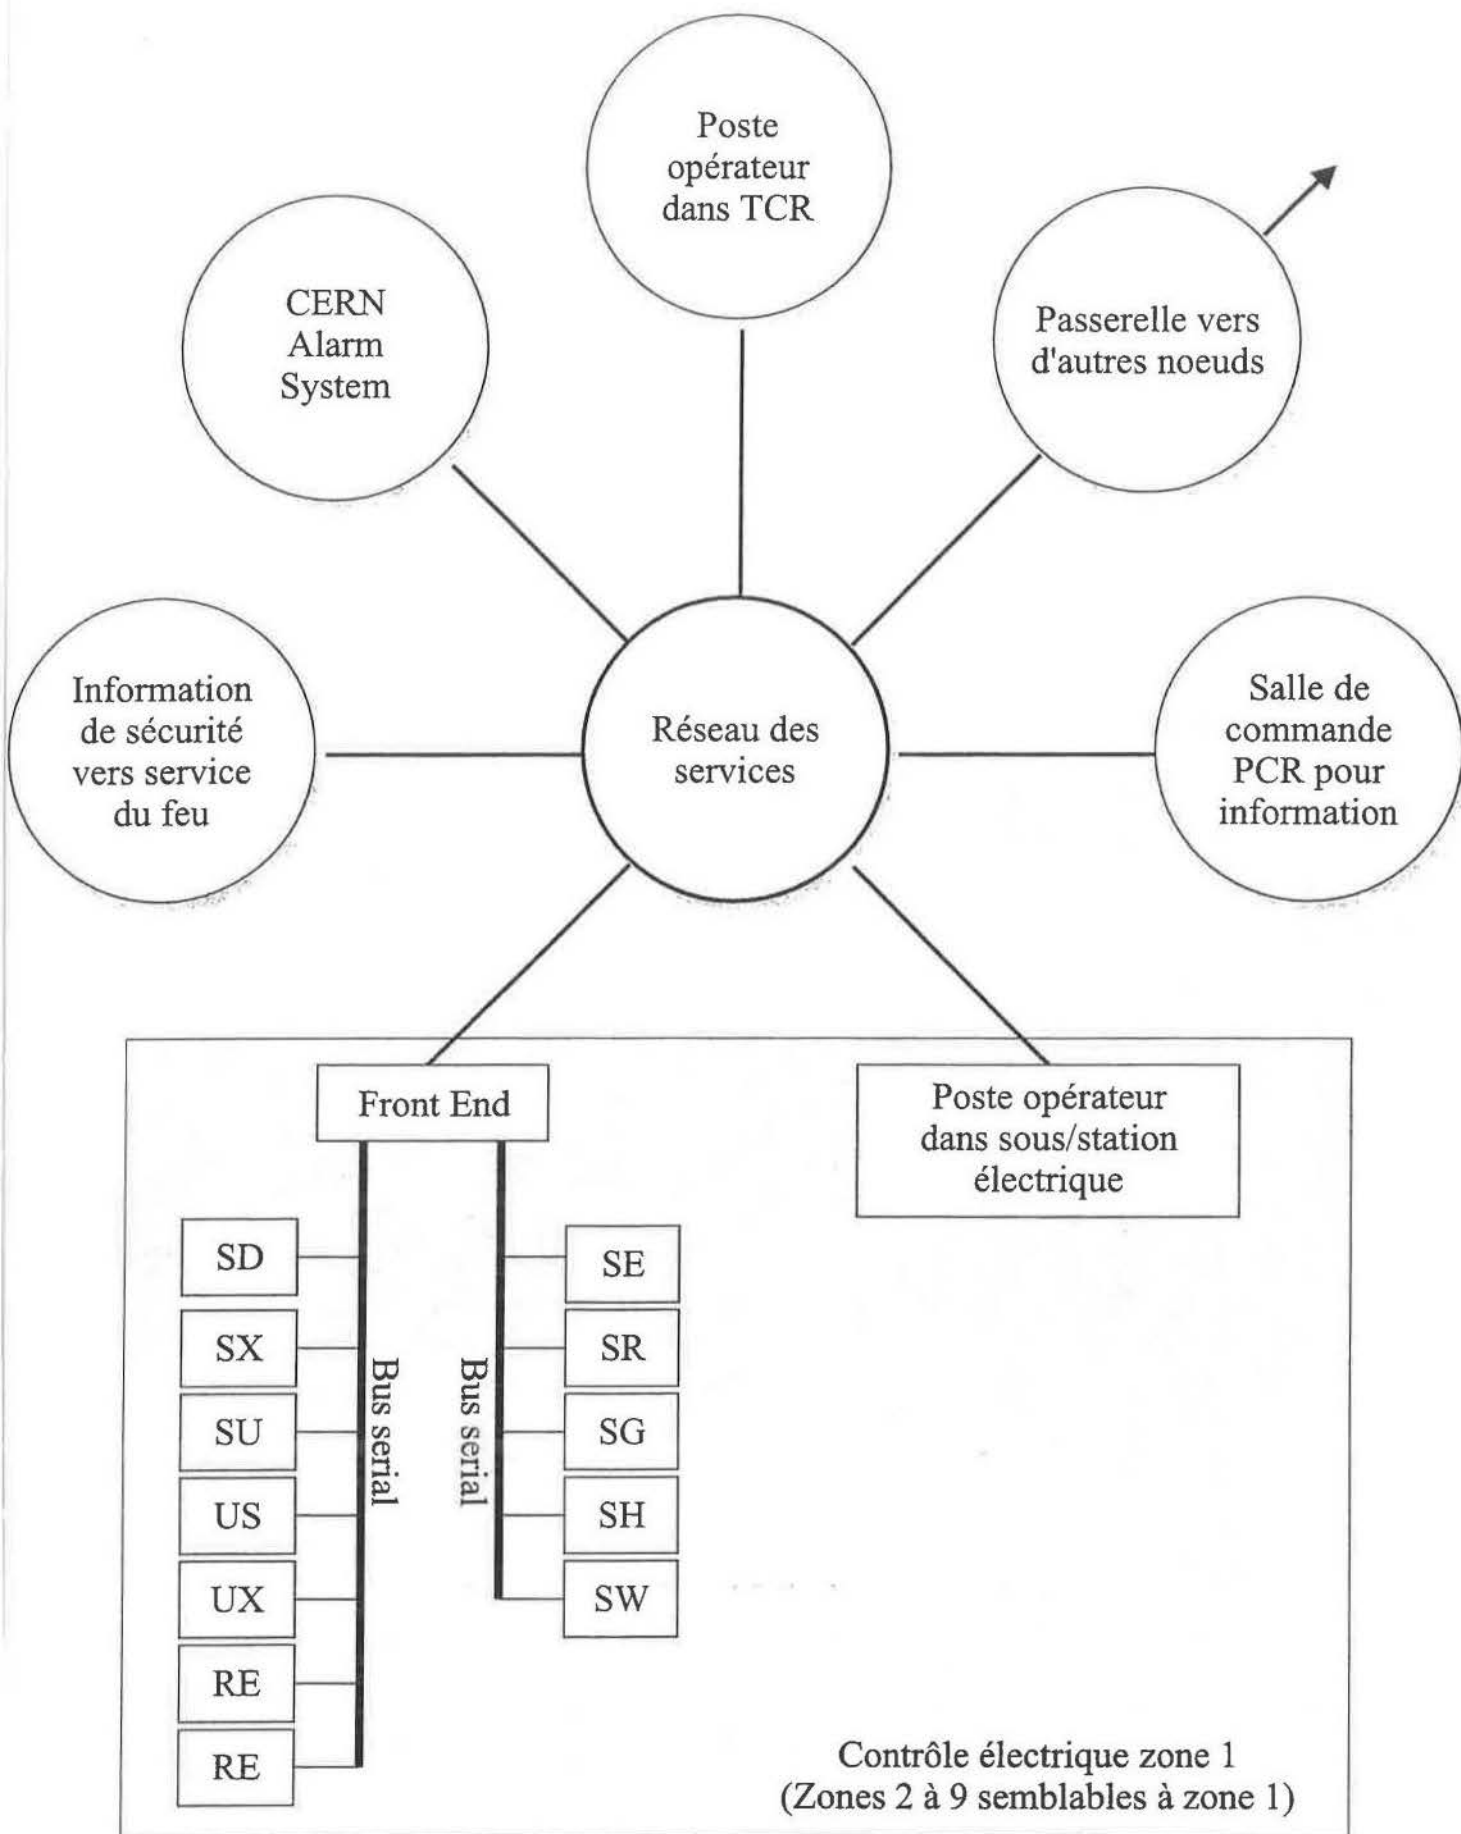 Poste
opérateur
dans TCR
CERN
Alarm
System
Passerelle vers
d'autres noeuds
Information
de sécurité
vers service
du feu
Réseau des
services
Salle de
commande
PCR pour
information
Front End
Poste opérateur
dans sous/station
électrique
SD
SX
SU
US
UX
RE
RE
Bus serial
Bus serial
SE
SR
SG
SH
SW
Contrôle électrique zone 1
(Zones 2 à 9 semblables à zone 1)